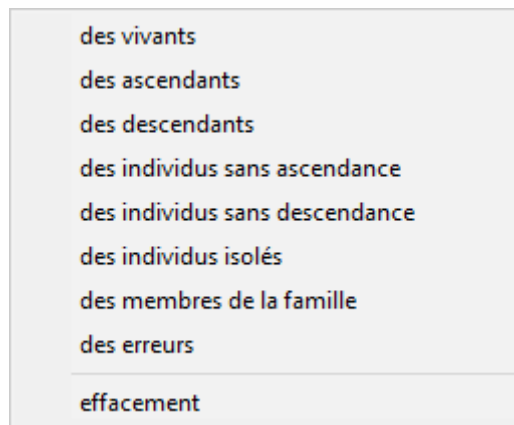 des vivants
des ascendants
des descendants
des individus sans ascendance
des individus sans descendance
des individus isolés
des membres de la famille
des erreurs
effacement